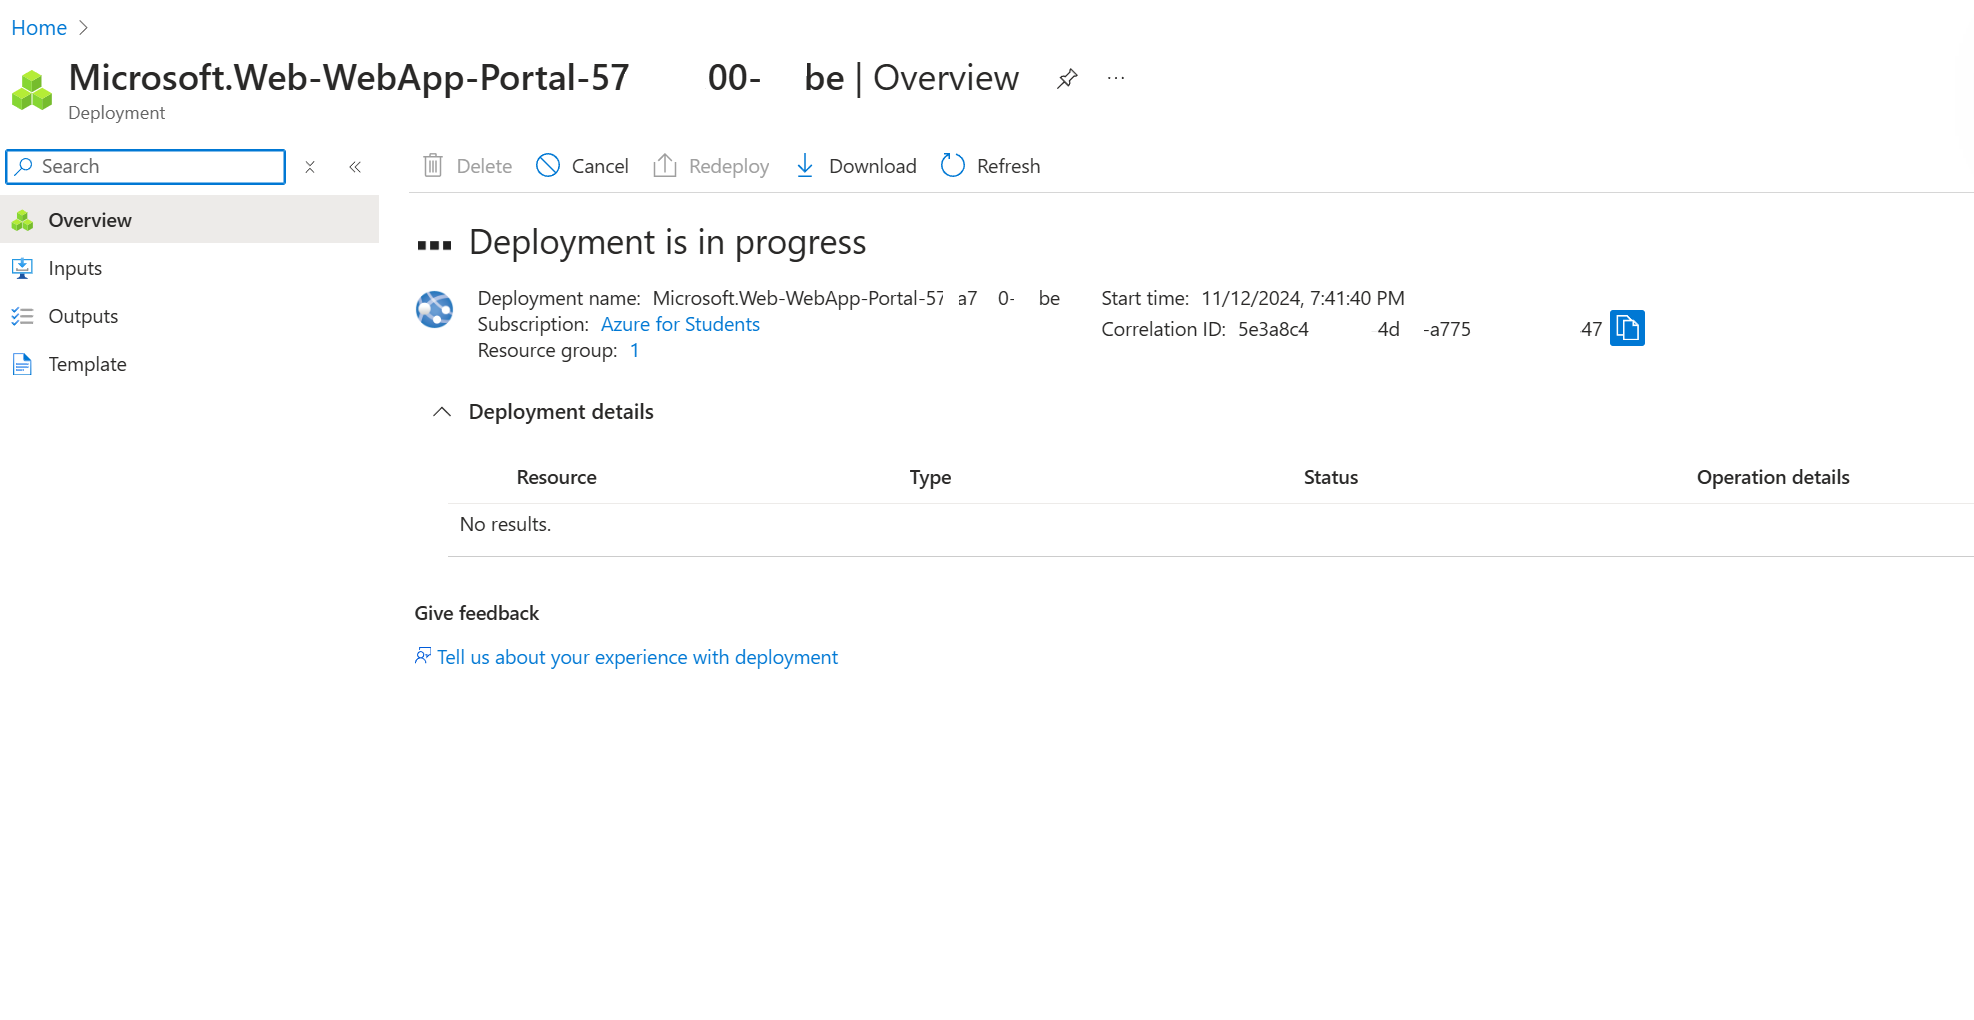 Home
Microsoft.Web-WebApp-Portal-57 00- be | Overview
Deployment
Search
Delete Cancel Redeploy Download Refresh
Overview
Inputs
Outputs
Template
Deployment is in progress
Deployment name: Microsoft.Web-WebApp-Portal-57 a7 0- be
Subscription: Azure for Students
Resource group: 1
Start time: 11/12/2024, 7:41:40 PM
Correlation ID: 5e3a8c4 4d -a775 47
Deployment details
Resource Type Status Operation details
No results.
Give feedback
Tell us about your experience with deployment